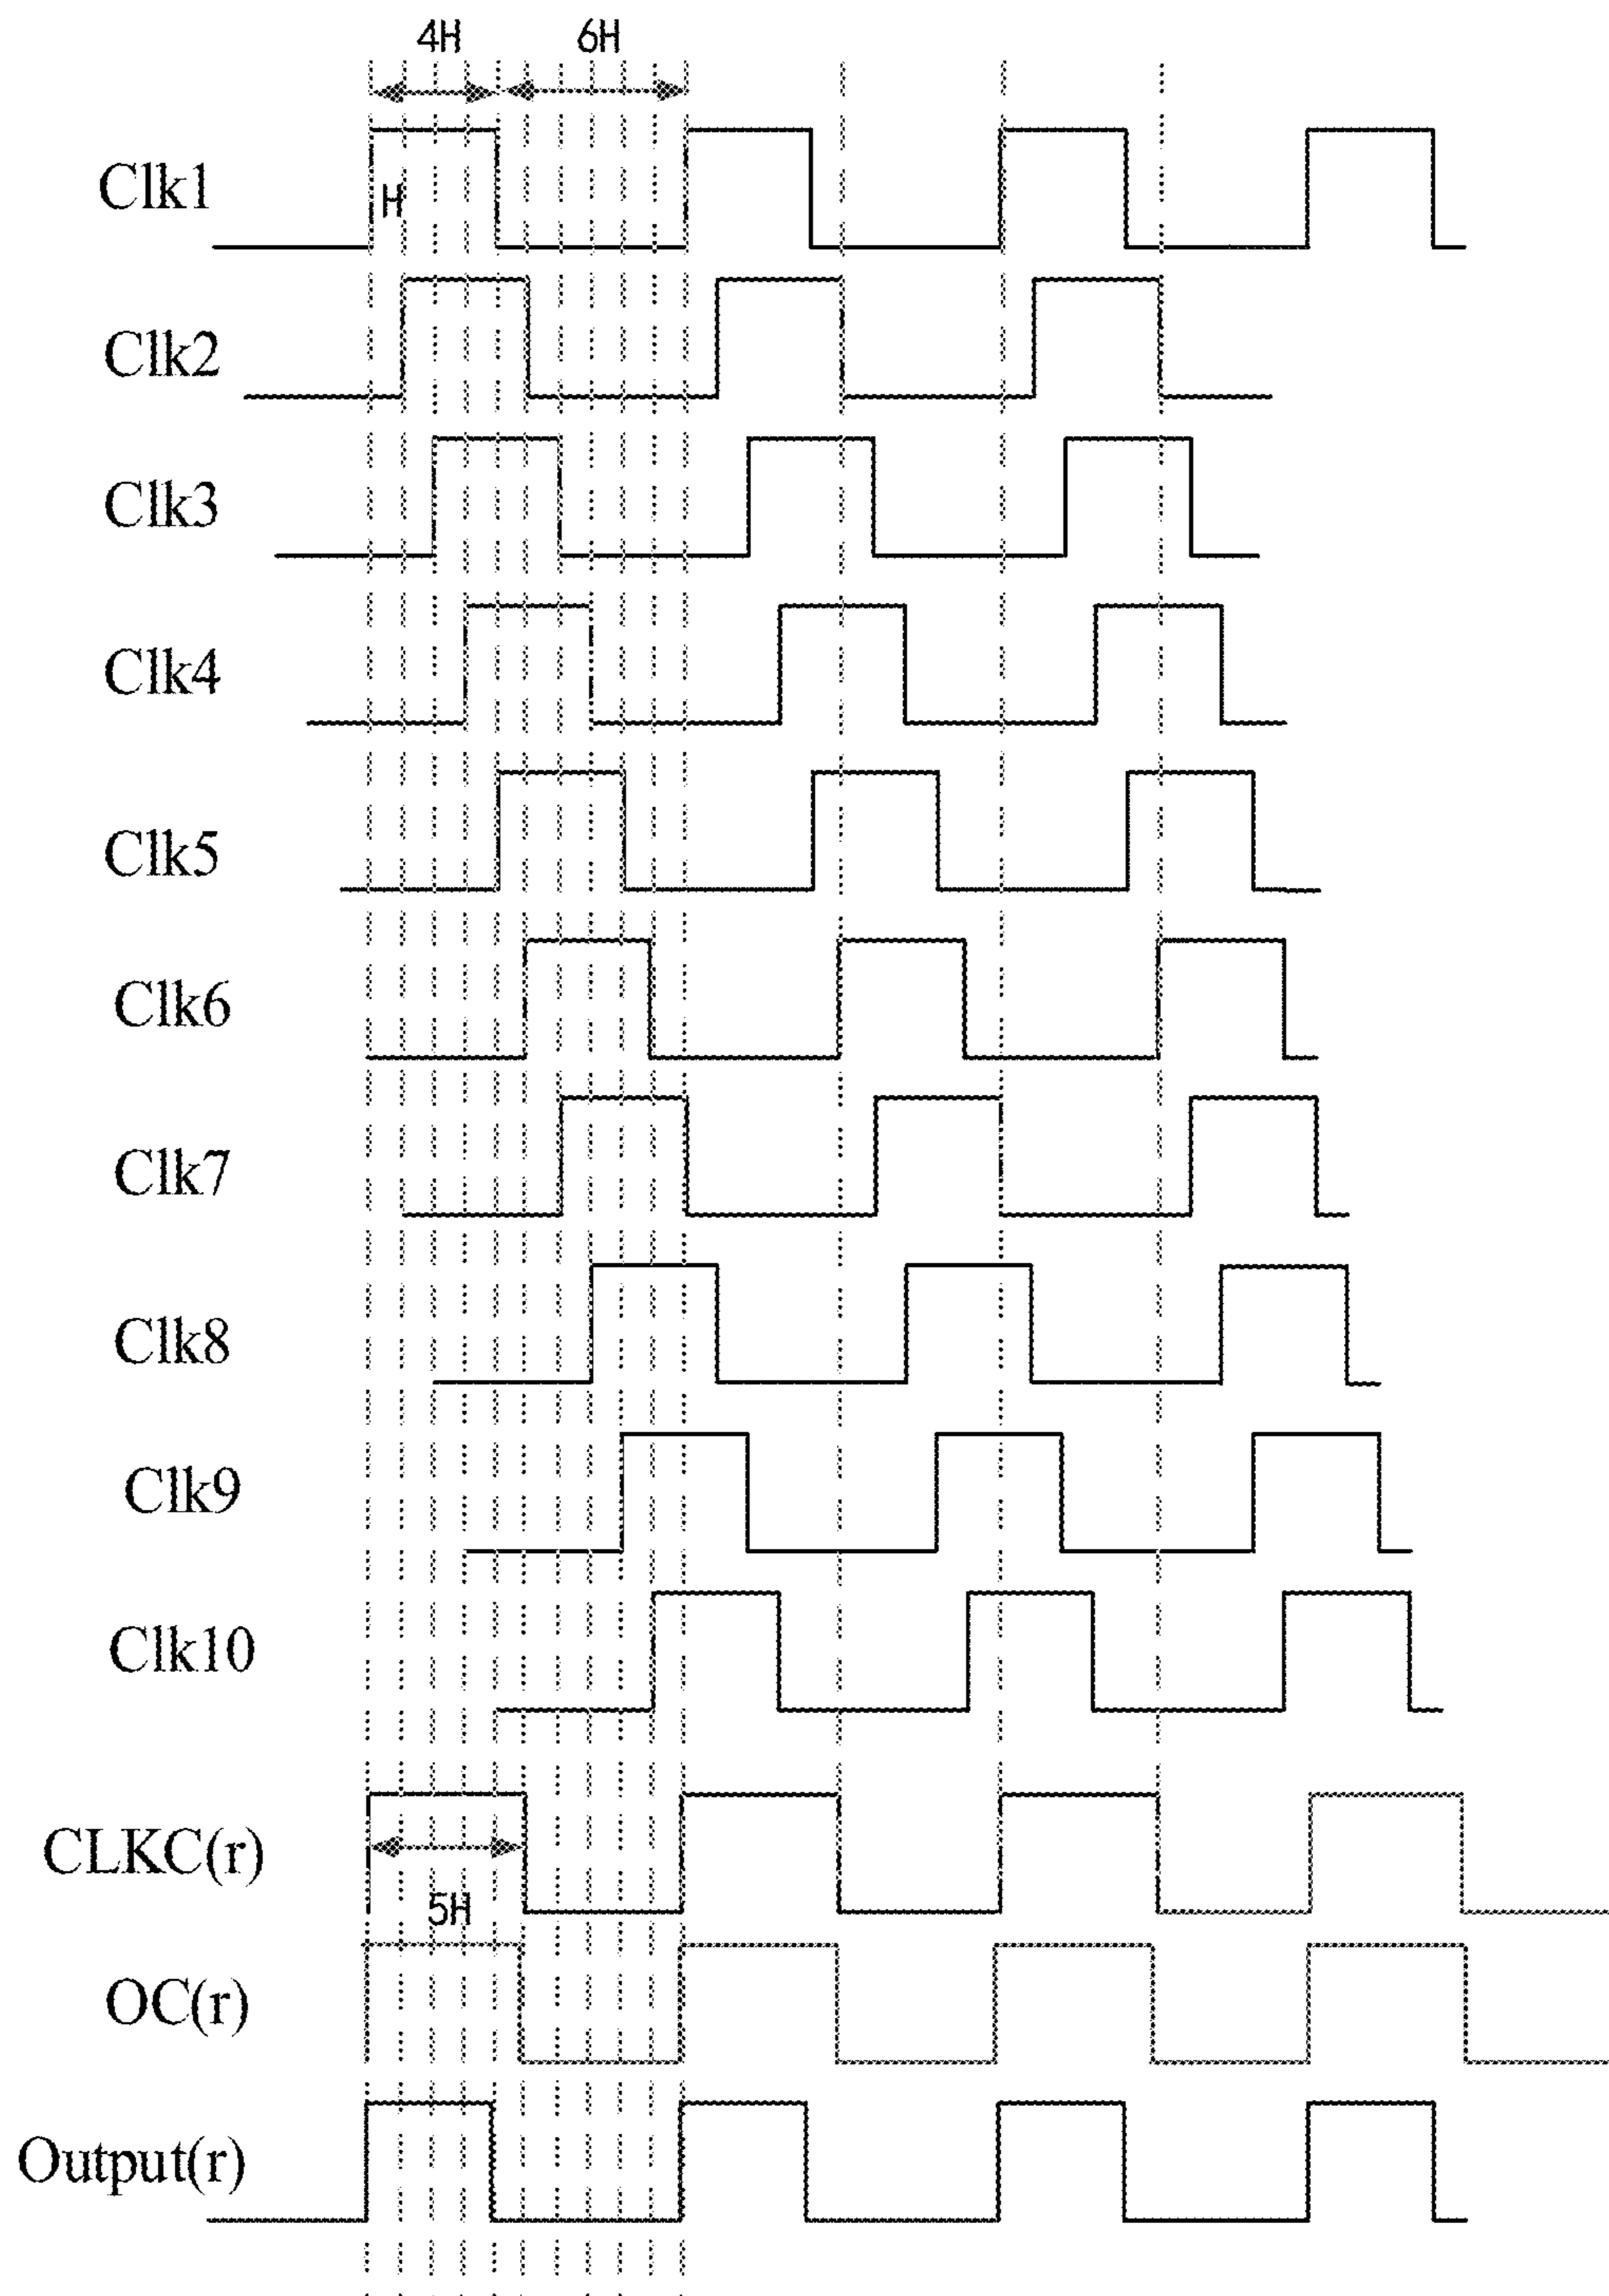 4H 6H
Clk1
H
Clk2
Clk3
Clk4
Clk5
Clk6
Clk7
Clk8
Clk9
Clk10
CLKC(r)
5H
OC(r)
Output(r)